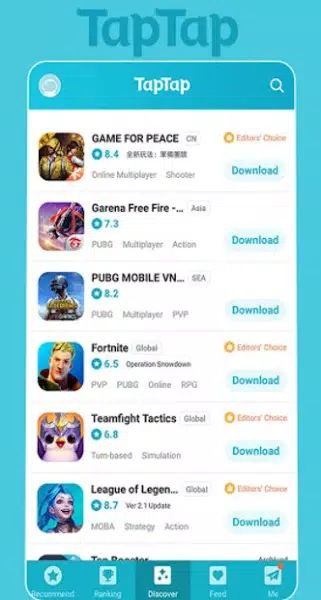 TapTap
TapTap
GAME FOR PEACE CN Editors' Choice
8.4 全新玩法：軍備團競
Download
Online Multiplayer Shooter
Garena Free Fire -... Asia
7.3
Download
PUBG Multiplayer Action
PUBG MOBILE VN... SEA
8.2
Download
PUBG Multiplayer PVP
Fortnite Global Editors' Choice
6.5 Operation Snowdown
Download
PVP PUBG Online RPG
Teamfight Tactics Global
6.8
Download
Turn-based Simulation
League of Legen... Global Editors' Choice
8.7 Ver 2.1 Update
Download
MOBA Strategy Action
Recommend Ranking Discover Feed Me